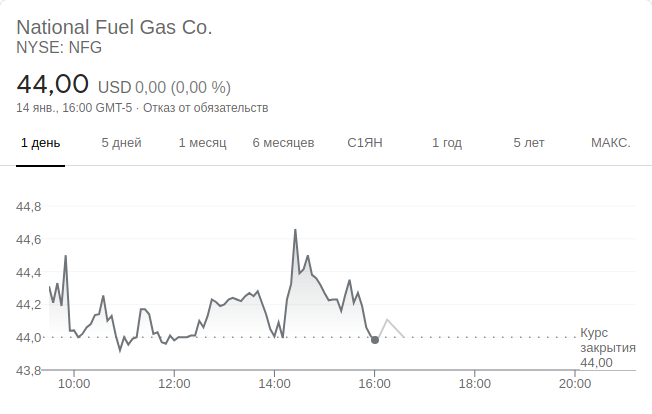 National Fuel Gas Co.
NYSE: NFG
44,00 USD 0,00 (0,00 %)
14 янв., 16:00 GMT-5 · Отказ от обязательств
1 день 5 дней 1 месяц 6 месяцев С1ЯН 1 год 5 лет МАКС.
44,8
44,6
44,4
44,2
44,0
43,8
Курс
закрытия
44,00
10:00 12:00 14:00 16:00 18:00 20:00